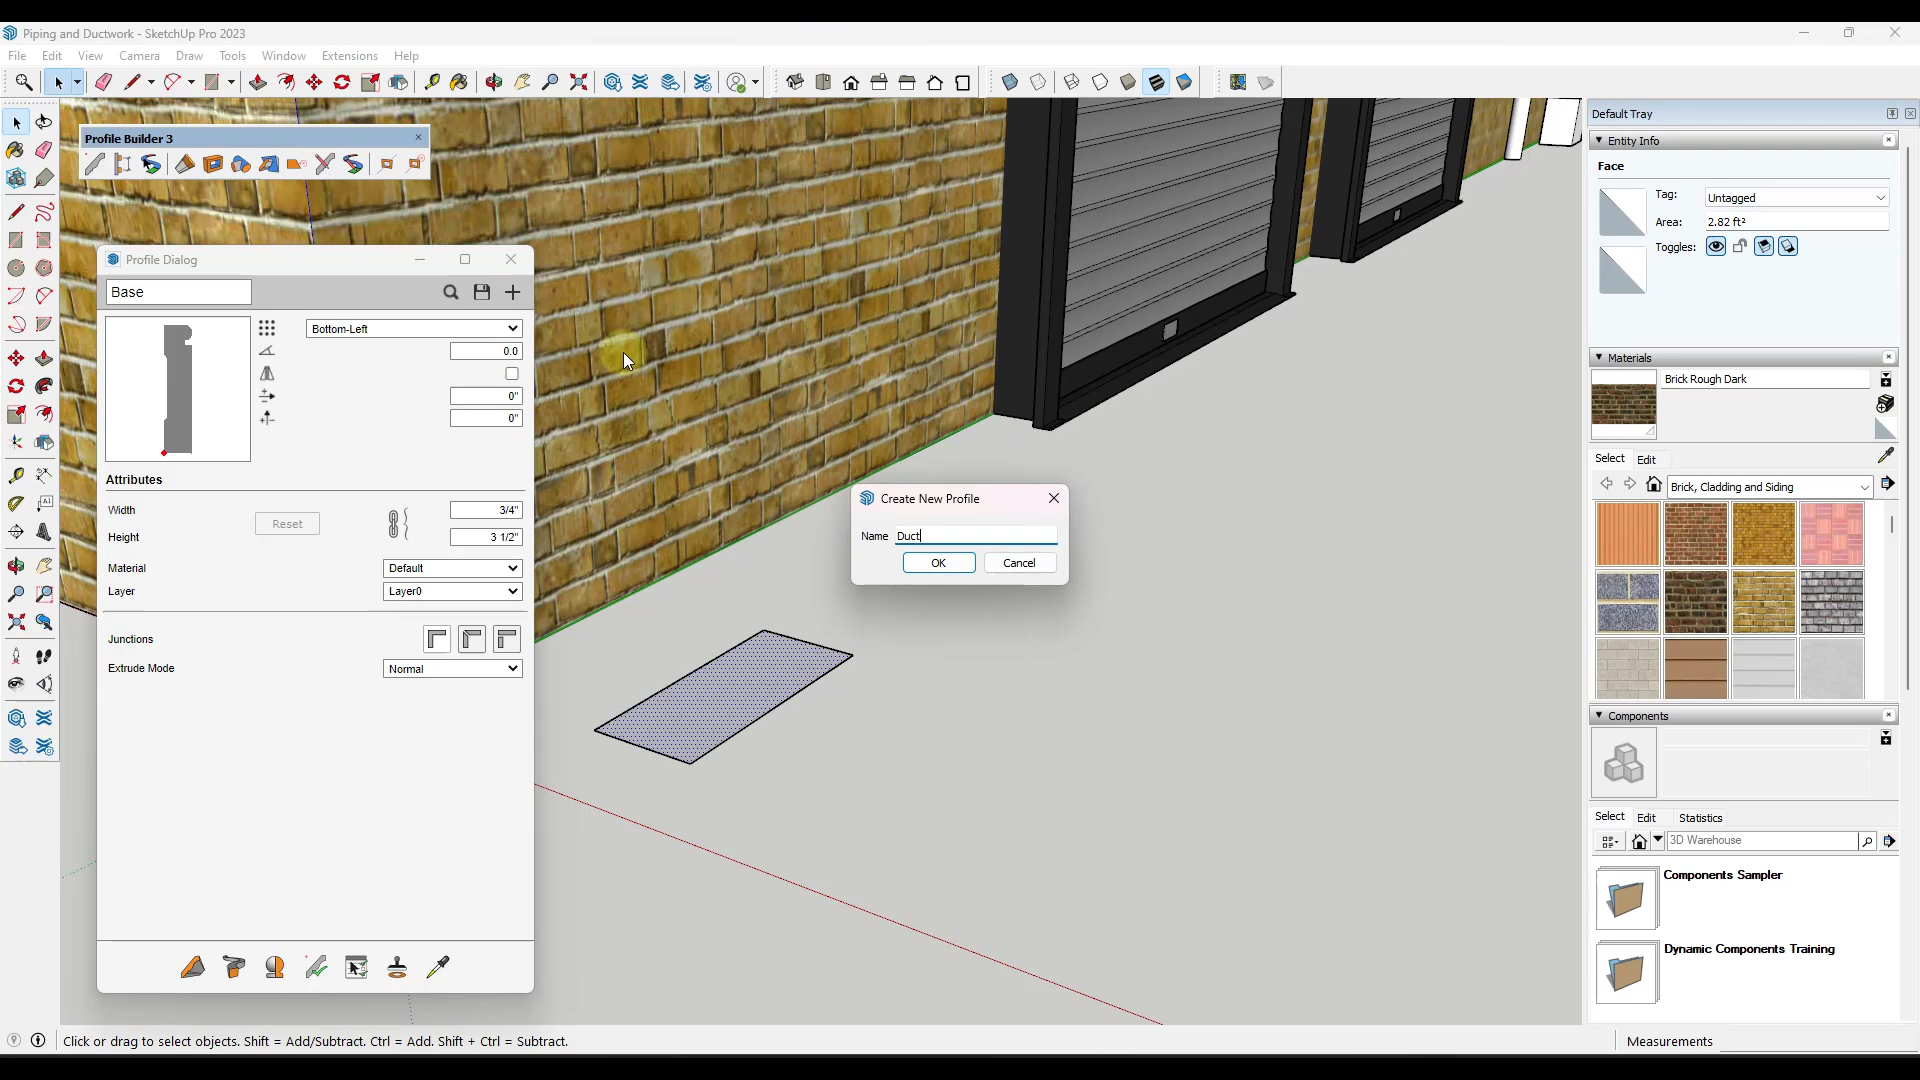 Piping and Ductwork - SketchUp Pro 2023
File Edit View Camera Draw Tools Window Extensions Help
Profile Builder 3
Profile Dialog
Base
Bottom-Left
0.0
0"
0"
Attributes
Width 3/4"
Reset
Height 3 1/2"
Material Default
Layer Layer0
Junctions
Extrude Mode Normal
Create New Profile
Name Duct
OK Cancel
Default Tray
Entity Info
Face
Tag: Untagged
Area: 2.82 ft²
Toggles:
Materials
Brick Rough Dark
Select Edit
Brick, Cladding and Siding
Components
Select Edit Statistics
3D Warehouse
Components Sampler
Dynamic Components Training
Click or drag to select objects. Shift = Add/Subtract. Ctrl = Add. Shift + Ctrl = Subtract.
Measurements